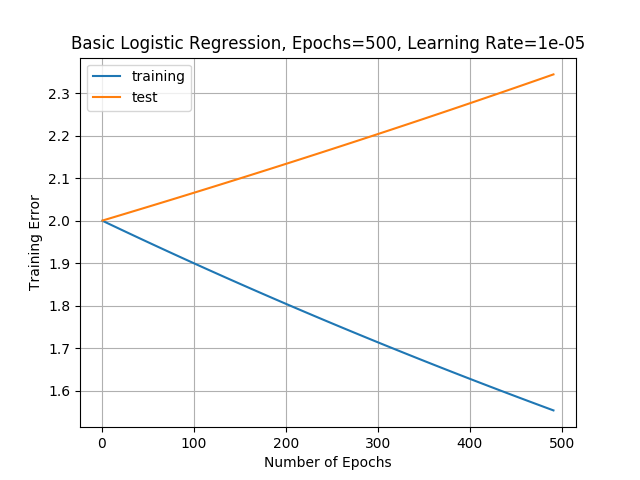 Basic Logistic Regression, Epochs=500, Learning Rate=1e-05
training
test
2.3
2.2
2.1
2.0
1.9
1.8
1.7
1.6
Training Error
0 100 200 300 400 500
Number of Epochs